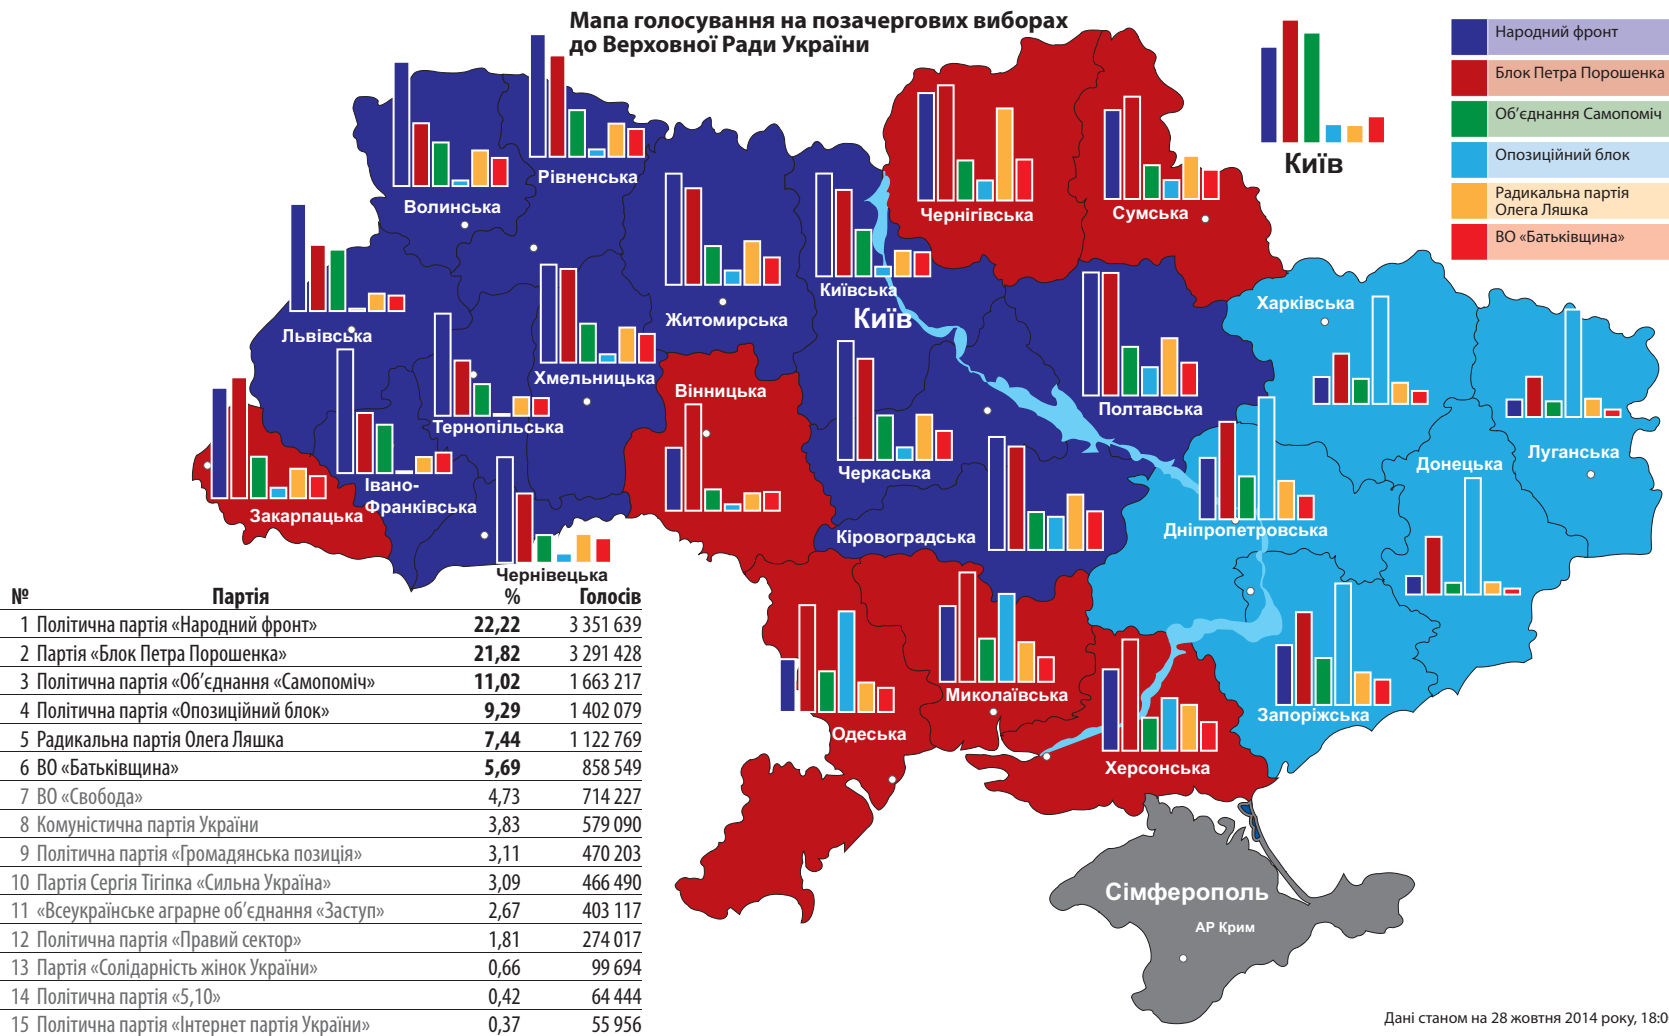 Мапа голосування на позачергових виборах
до Верховної Ради України
Народний фронт
Блок Петра Порошенка
Об’єднання Самопоміч
Опозиційний блок
Радикальна партія
Олега Ляшка
ВО «Батьківщина»
Київ
Волинська
Рівненська
Чернігівська
Сумська
Львівська
Житомирська
Київська
Київ
Харківська
Хмельницька
Вінницька
Полтавська
Тернопільська
Черкаська
Донецька
Луганська
Івано-
Франківська
Закарпацька
Кіровоградська
Дніпропетровська
Чернівецька
Миколаївська
Одеська
Запоріжська
Херсонська
Сімферополь
АР Крим
№ Партія % Голосів
1 Політична партія «Народний фронт» 22,22 3 351 639
2 Партія «Блок Петра Порошенка» 21,82 3 291 428
3 Політична партія «Об’єднання «Самопоміч» 11,02 1 663 217
4 Політична партія «Опозиційний блок» 9,29 1 402 079
5 Радикальна партія Олега Ляшка 7,44 1 122 769
6 ВО «Батьківщина» 5,69 858 549
7 ВО «Свобода» 4,73 714 227
8 Комуністична партія України 3,83 579 090
9 Політична партія «Громадянська позиція» 3,11 470 203
10 Партія Сергія Тігіпка «Сильна Україна» 3,09 466 490
11 «Всеукраїнське аграрне об’єднання «Заступ» 2,67 403 117
12 Політична партія «Правий сектор» 1,81 274 017
13 Партія «Солідарність жінок України» 0,66 99 694
14 Політична партія «5,10» 0,42 64 444
15 Політична партія «Інтернет партія України» 0,37 55 956
Дані станом на 28 жовтня 2014 року, 18:0